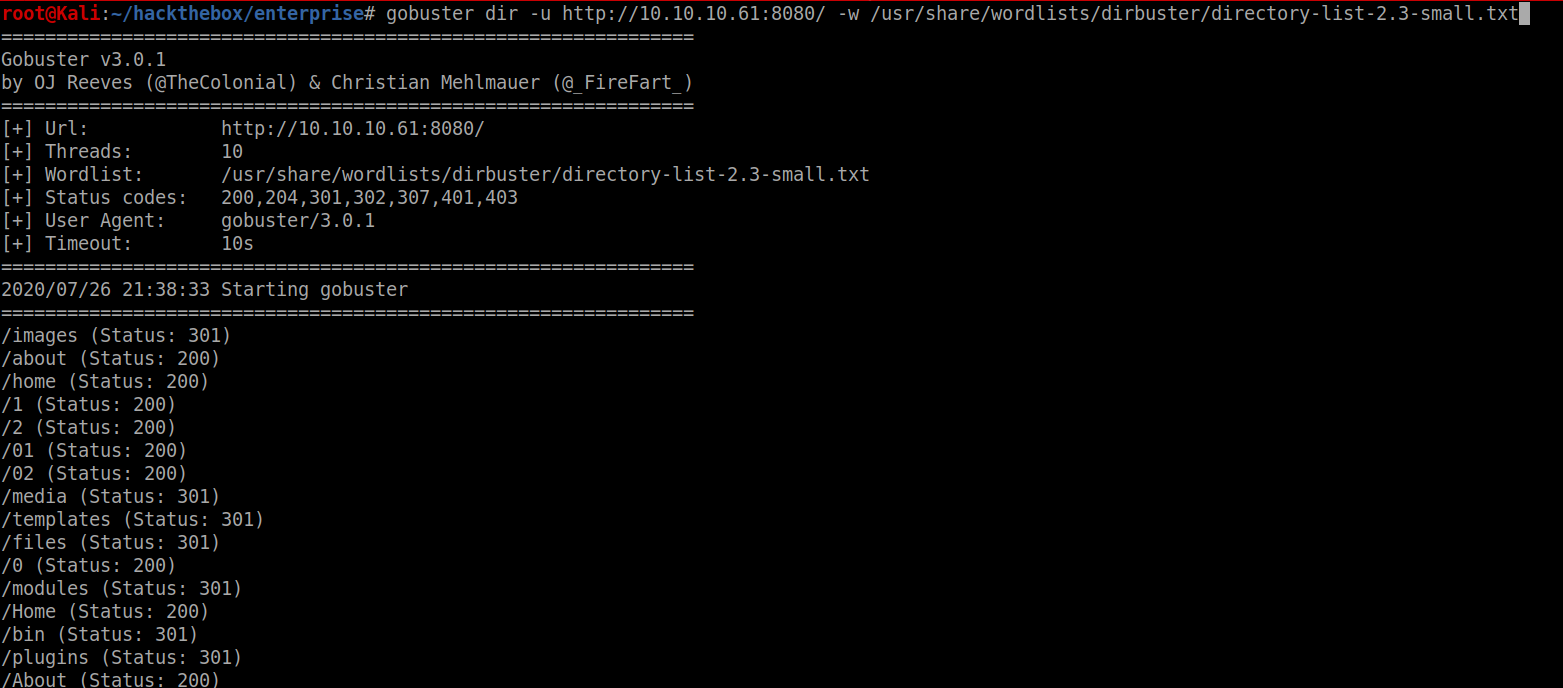 root@Kali:~/hackthebox/enterprise# gobuster dir -u http://10.10.10.61:8080/ -w /usr/share/wordlists/dirbuster/directory-list-2.3-small.txt
===============================================================
Gobuster v3.0.1
by OJ Reeves (@TheColonial) & Christian Mehlmauer (@_FireFart_)
===============================================================
[+] Url:            http://10.10.10.61:8080/
[+] Threads:        10
[+] Wordlist:       /usr/share/wordlists/dirbuster/directory-list-2.3-small.txt
[+] Status codes:   200,204,301,302,307,401,403
[+] User Agent:     gobuster/3.0.1
[+] Timeout:        10s
===============================================================
2020/07/26 21:38:33 Starting gobuster
===============================================================
/images (Status: 301)
/about (Status: 200)
/home (Status: 200)
/1 (Status: 200)
/2 (Status: 200)
/01 (Status: 200)
/02 (Status: 200)
/media (Status: 301)
/templates (Status: 301)
/files (Status: 301)
/0 (Status: 200)
/modules (Status: 301)
/Home (Status: 200)
/bin (Status: 301)
/plugins (Status: 301)
/About (Status: 200)